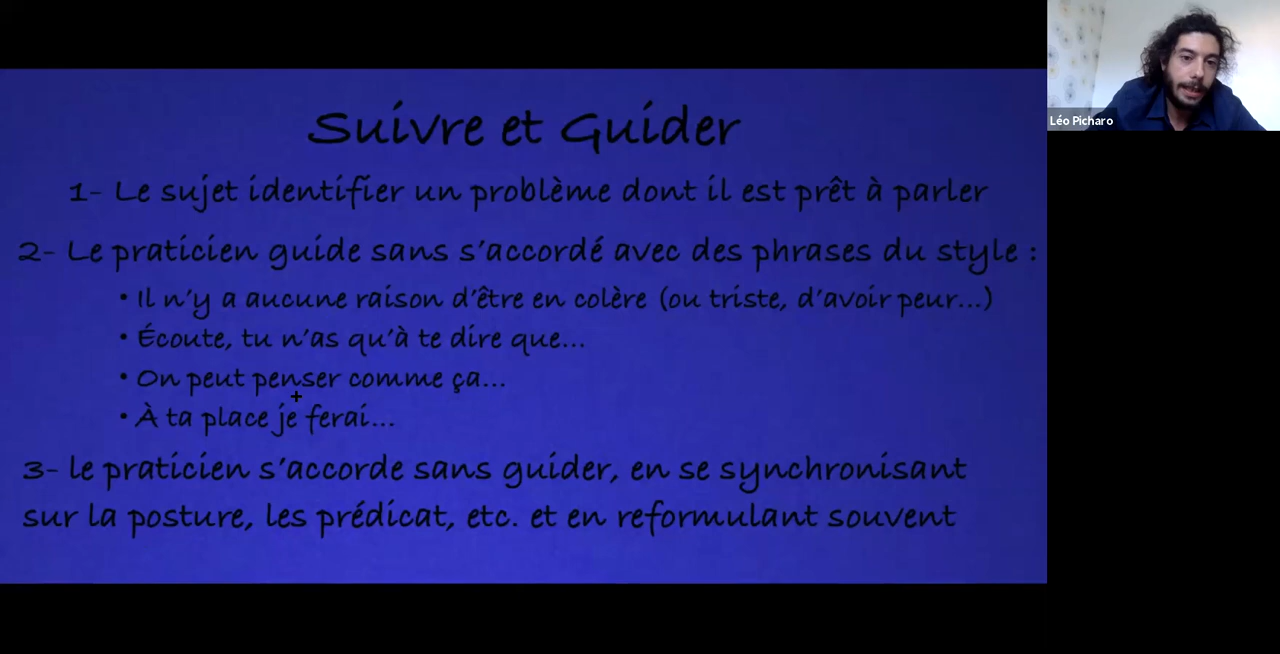 Suivre et Guider
1- Le sujet identifier un problème dont il est prêt à parler
2- Le praticien guide sans s'accordé avec des phrases du style :
• Il n'y a aucune raison d'être en colère (ou triste, d'avoir peur...)
• Écoute, tu n'as qu'à te dire que...
• On peut penser comme ça...
• À ta place je ferai...
3- le praticien s'accorde sans guider, en se synchronisant
sur la posture, les prédicat, etc. et en reformulant souvent
Léo Picharo